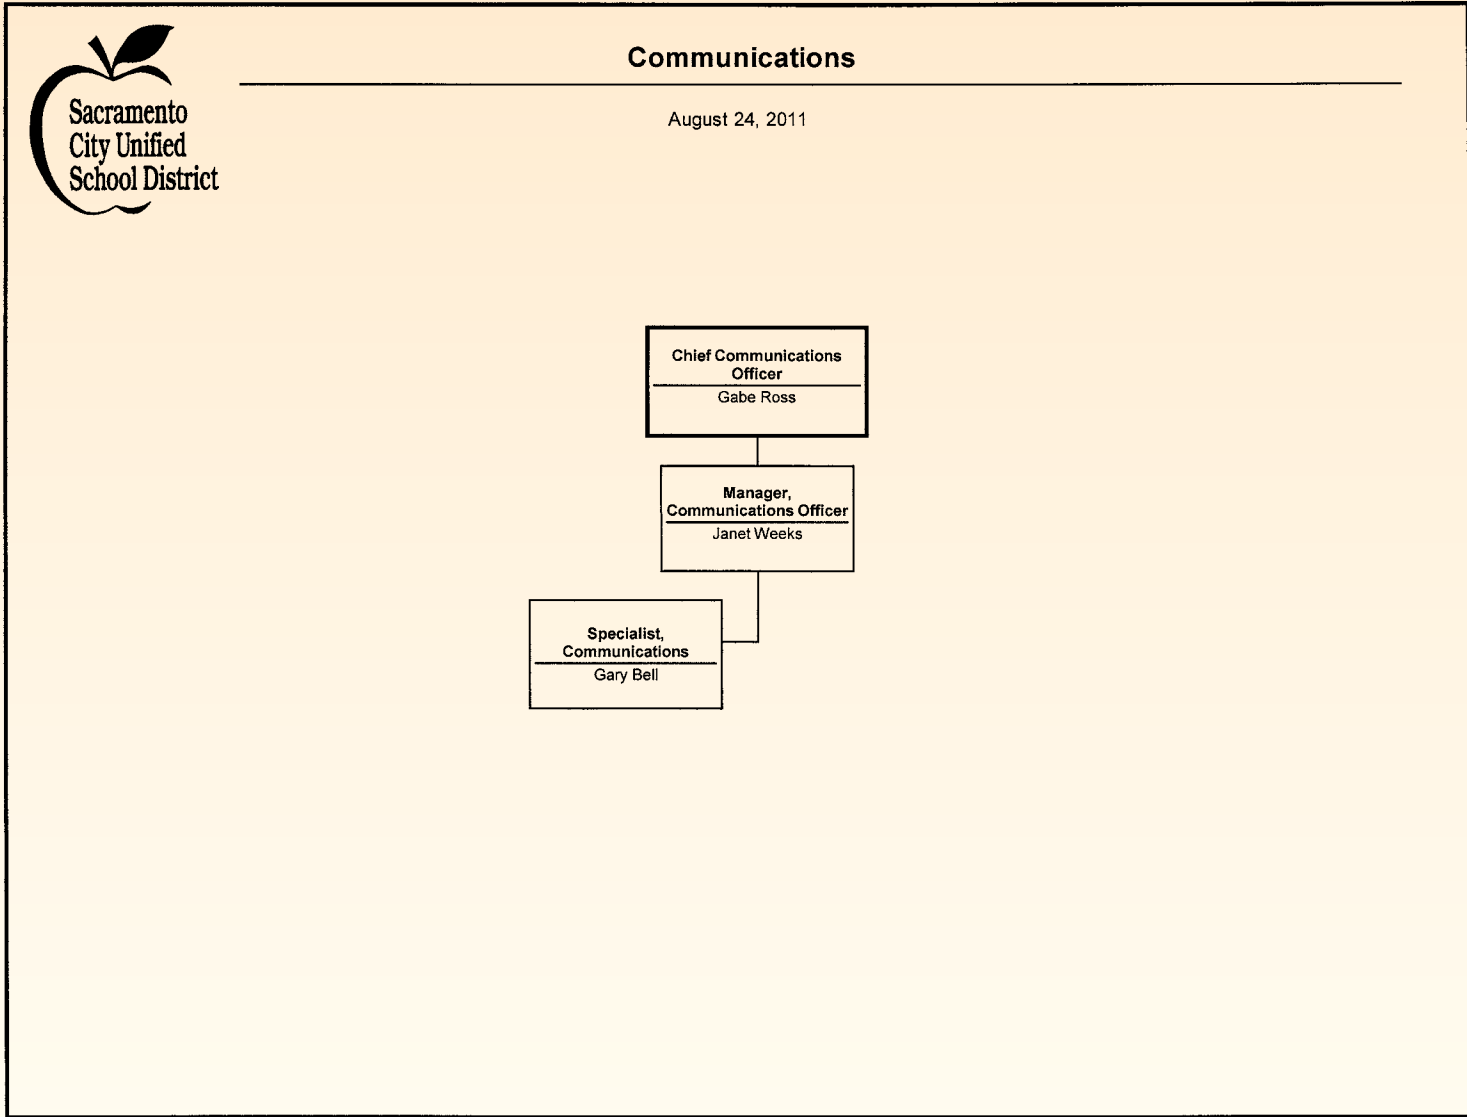 Communications
Sacramento
City Unified
School District
August 24, 2011
Chief Communications
Officer
Gabe Ross
Manager,
Communications Officer
Janet Weeks
Specialist,
Communications
Gary Bell